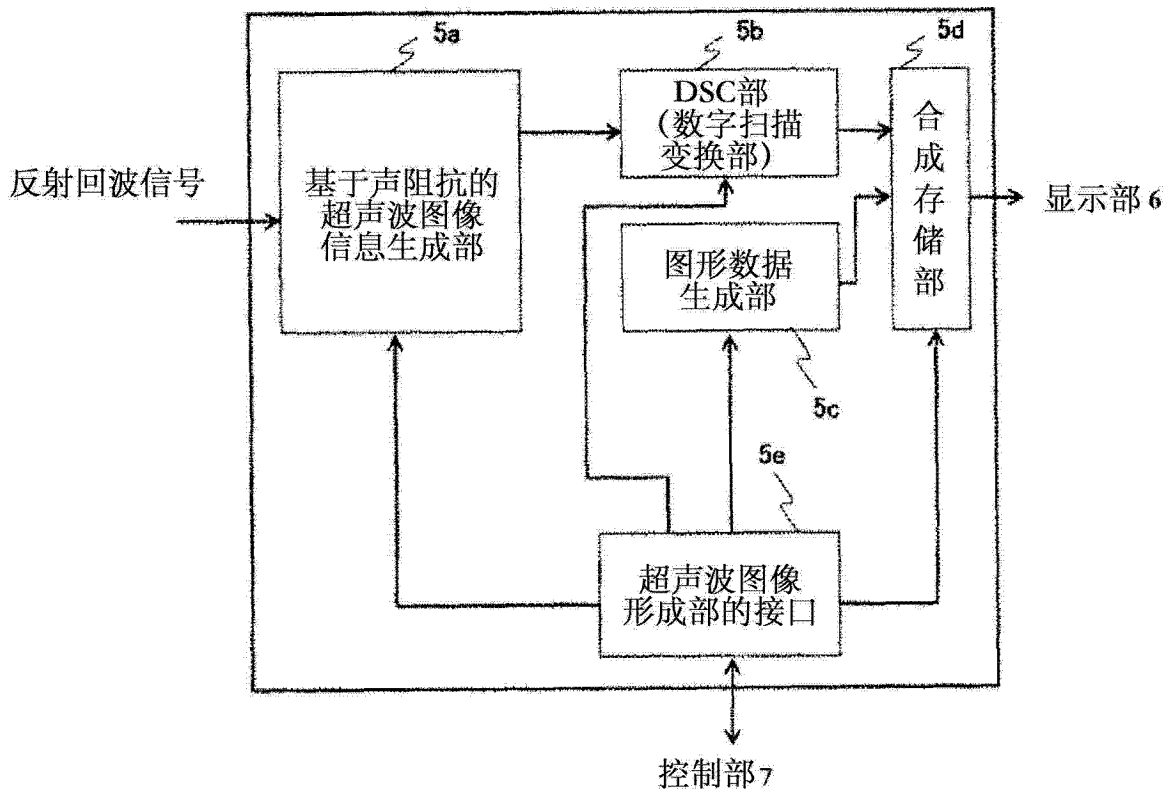 5a
5b
5d
DSC部
（数字扫描
变换部）
合成存储部
反射回波信号
基于声阻抗的
超声波图像
信息生成部
显示部 6
图形数据
生成部
5c
5e
超声波图像
形成部的接口
控制部 7